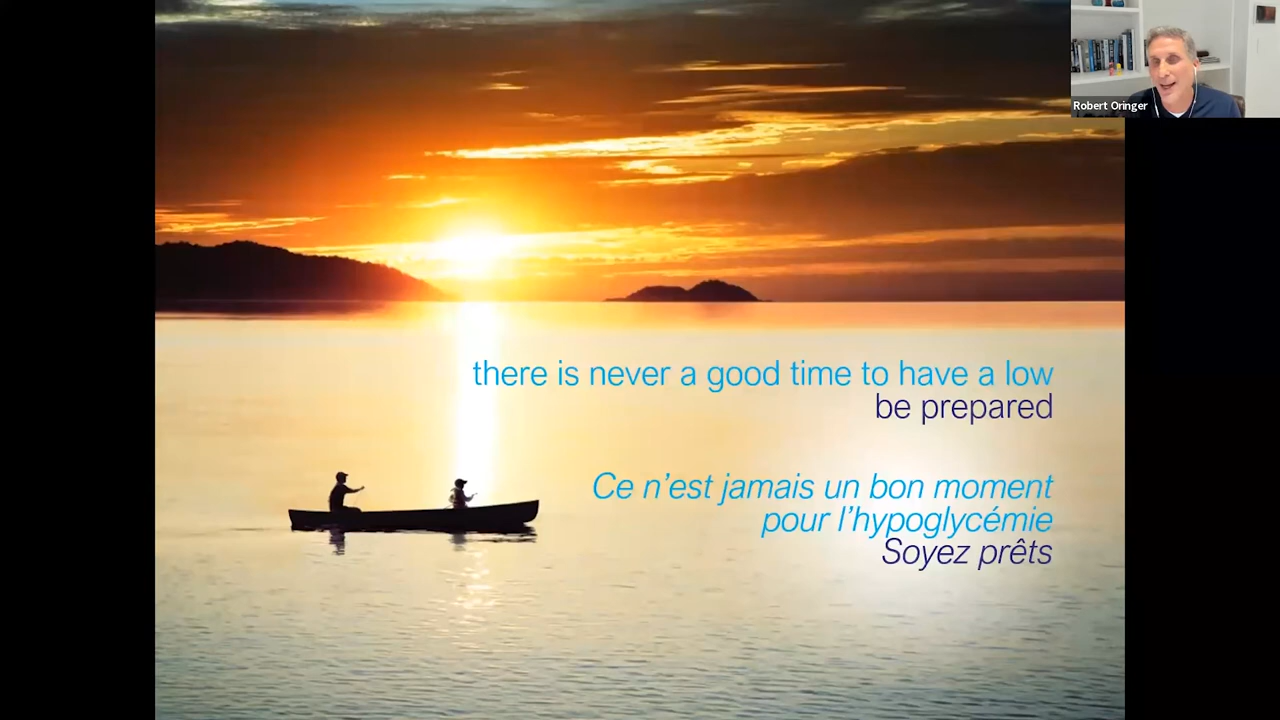 Robert Oringer
there is never a good time to have a low
be prepared
Ce n’est jamais un bon moment
pour l’hypoglycémie
Soyez prêts